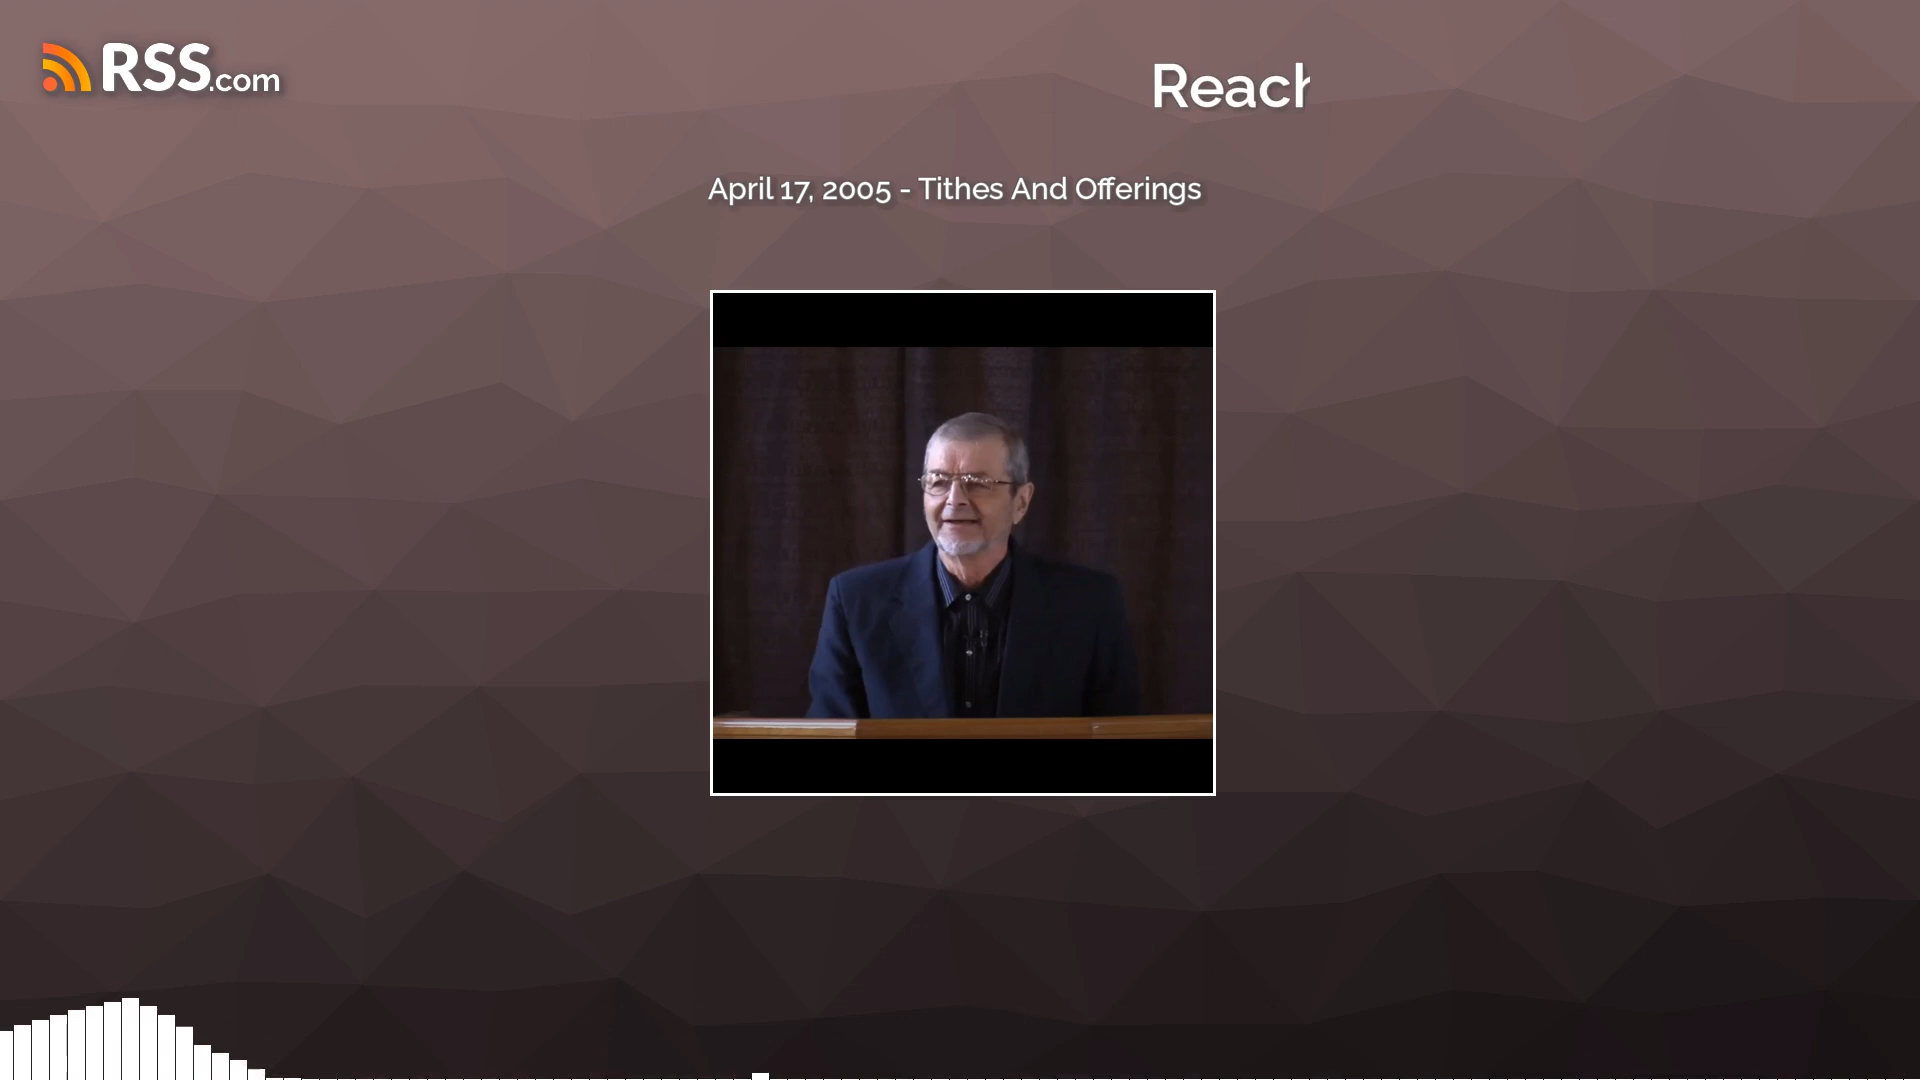 RSS.com
Reach
April 17, 2005 - Tithes And Offerings